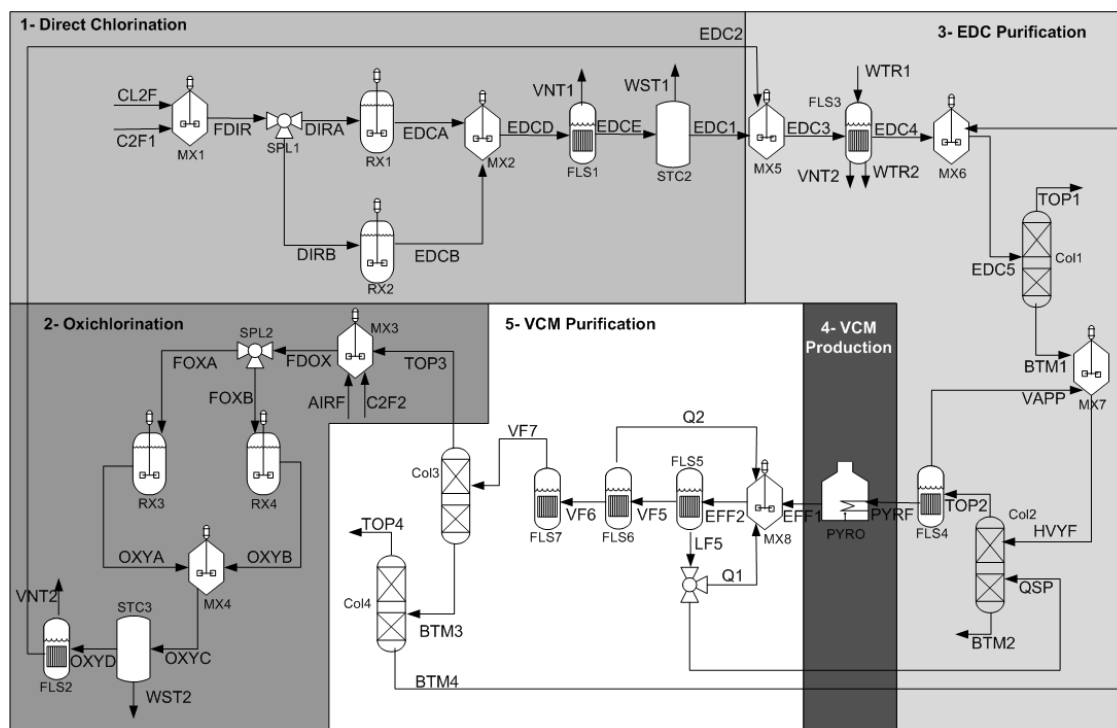 1- Direct Chlorination
EDC2
3- EDC Purification
CL2F
C2F1
MX1
FDIR
SPL1
DIRA
RX1
EDCA
MX2
EDCD
VNT1
FLS1
EDCE
WST1
STC2
EDC1
MX5
EDC3
WTR1
FLS3
VNT2
WTR2
EDC4
MX6
DIRB
RX2
EDCB
EDC5
TOP1
Col1
BTM1
MX7
VAPP
2- Oxichlorination
SPL2
FOXA
FOXB
FDOX
MX3
TOP3
AIRF
C2F2
RX3
RX4
OXYA
OXYB
MX4
VNT2
STC3
OXYC
OXYD
FLS2
WST2
5- VCM Purification
4- VCM
Production
Q2
VF7
Col3
FLS7
VF6
FLS6
VF5
FLS5
EFF2
MX8
EFF1
PYRO
PYRF
FLS4
TOP2
Col2
HVYF
QSP
BTM2
LF5
Q1
TOP4
Col4
BTM3
BTM4